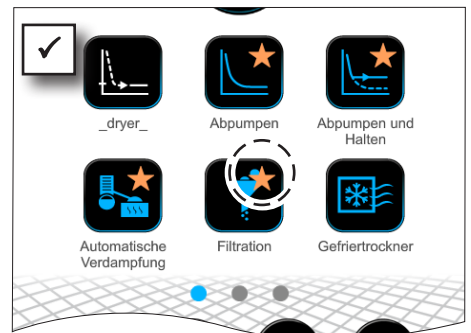 _dryer_
Abpumpen
Abpumpen und
Halten
Automatische
Verdampfung
Filtration
Gefriertrockner